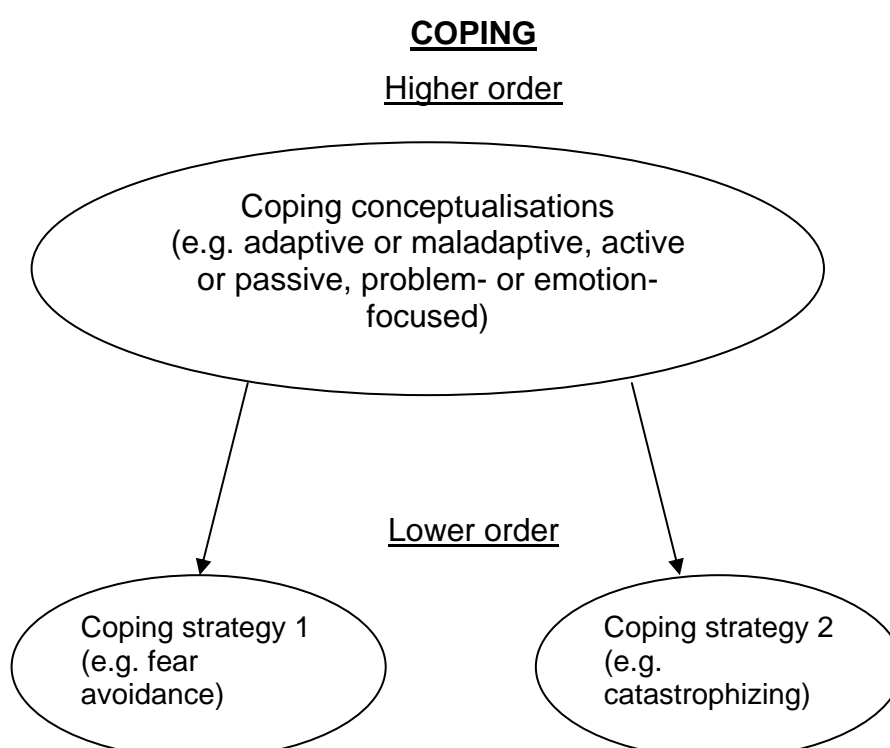 COPING
Higher order
Coping conceptualisations
(e.g. adaptive or maladaptive, active
or passive, problem- or emotion-
focused)
Lower order
Coping strategy 1
(e.g. fear
avoidance)
Coping strategy 2
(e.g.
catastrophizing)